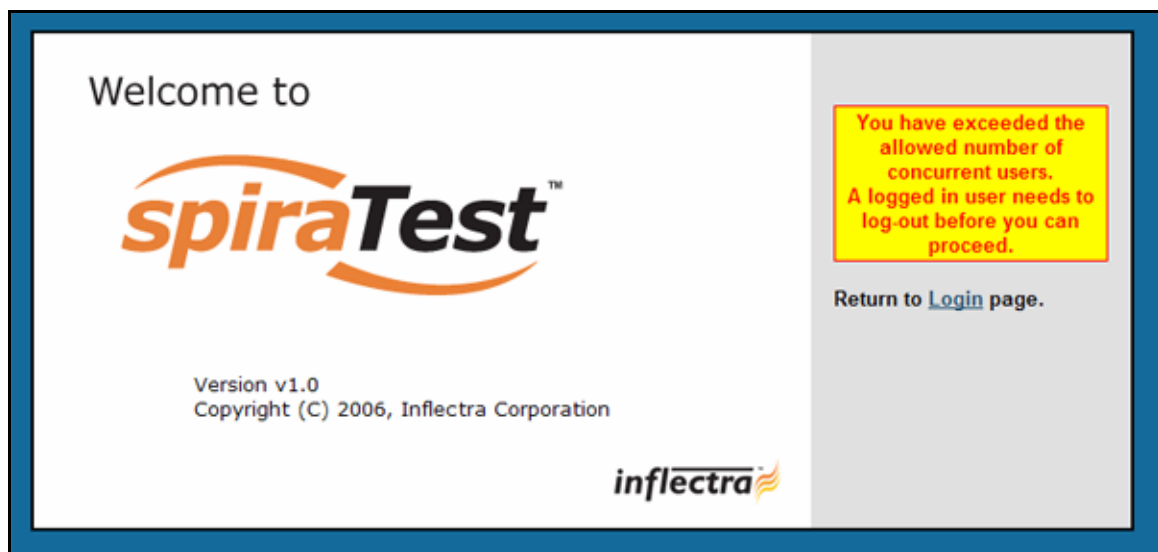 Welcome to
spiraTest™
Version v1.0
Copyright (C) 2006, Inflectra Corporation
inflectra™
You have exceeded the
allowed number of
concurrent users.
A logged in user needs to
log-out before you can
proceed.
Return to Login page.